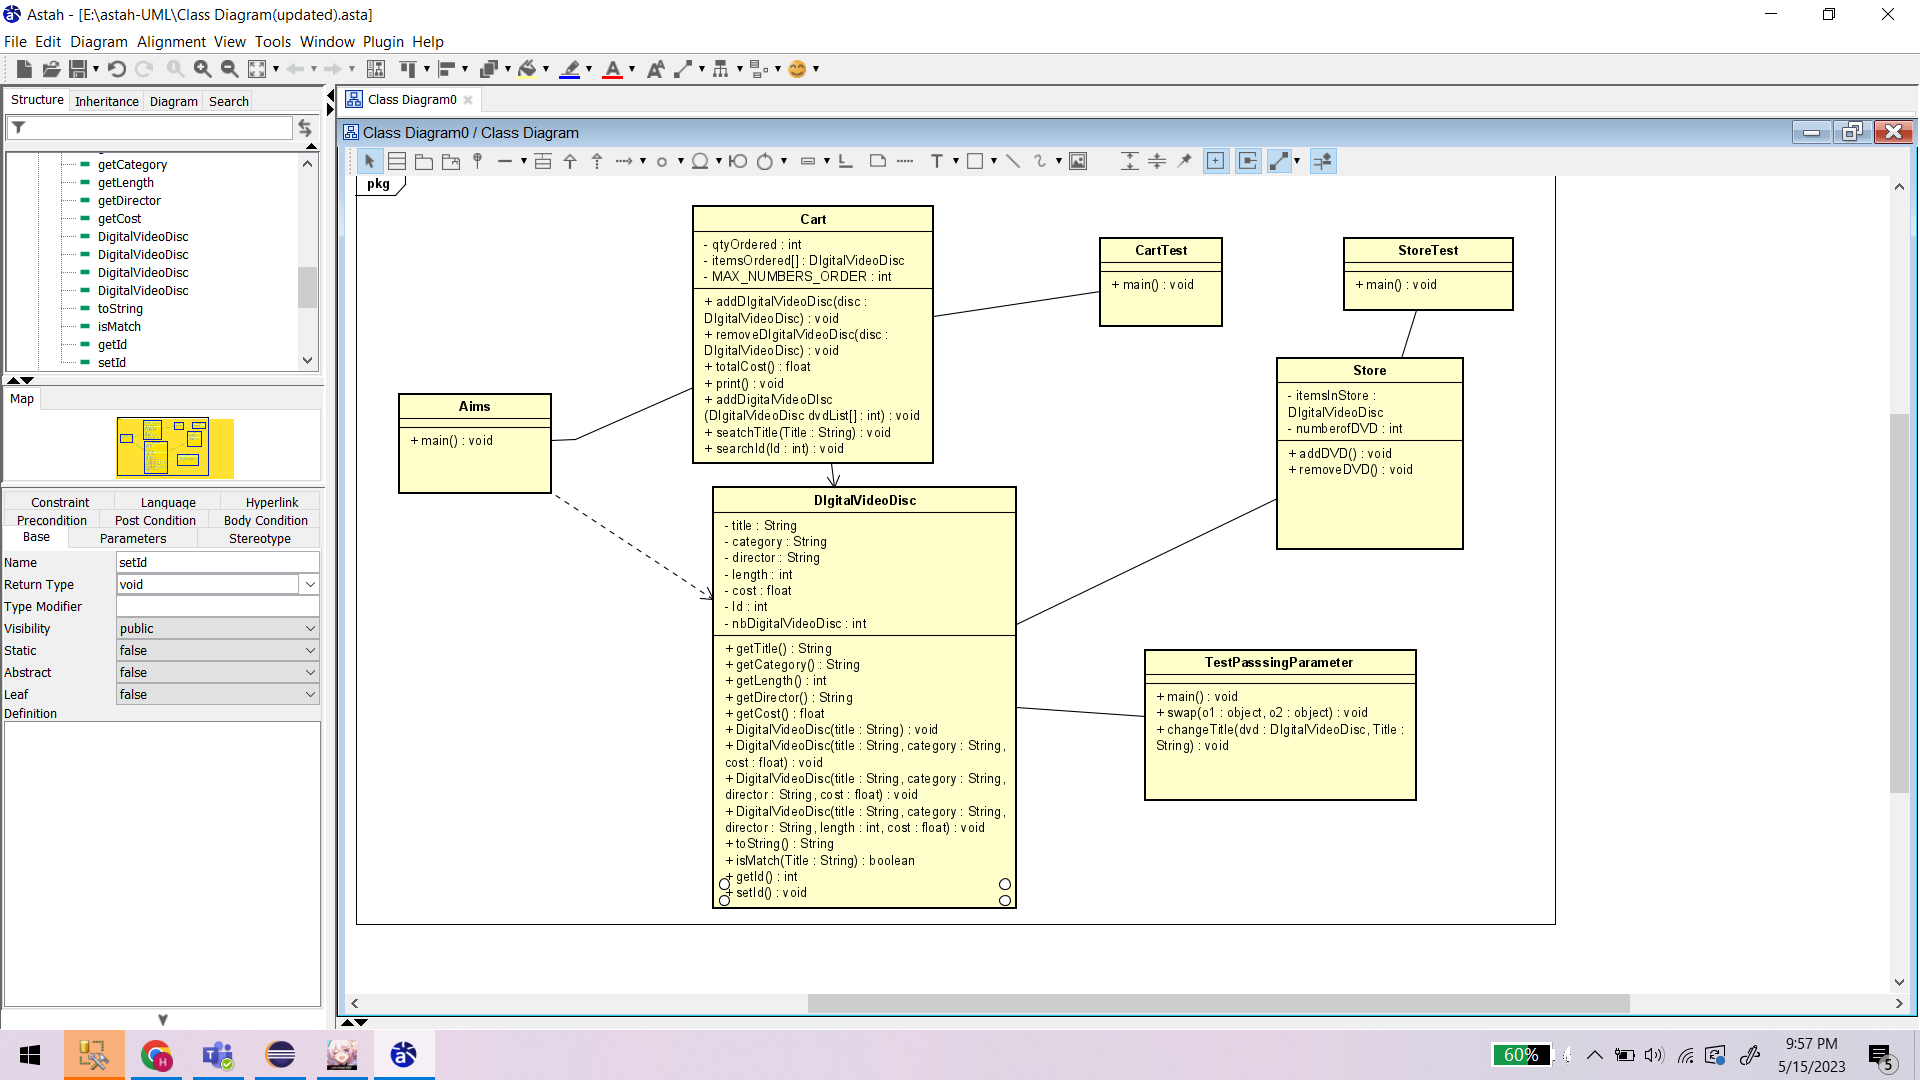 Astah - [E:\astah-UML\Class Diagram(updated).asta]
File Edit Diagram Alignment View Tools Window Plugin Help
Structure Inheritance Diagram Search
getCategory
getLength
getDirector
getCost
DigitalVideoDisc
DigitalVideoDisc
DigitalVideoDisc
DigitalVideoDisc
toString
isMatch
getId
setId
Map
Constraint Language Hyperlink
Precondition Post Condition Body Condition
Base Parameters Stereotype
Name setId
Return Type void
Type Modifier
Visibility public
Static false
Abstract false
Leaf false
Definition
Class Diagram0
Class Diagram0 / Class Diagram
pkg
Cart
- qtyOrdered : int
- itemsOrdered[] : DIgitalVideoDisc
- MAX_NUMBERS_ORDER : int
+ addDIgitalVideoDisc(disc :
DIgitalVideoDisc) : void
+ removeDIgitalVideoDisc(disc :
DIgitalVideoDisc) : void
+ totalCost() : float
+ print() : void
+ addDigitalVideoDIsc
(DIgitalVideoDisc dvdList[] : int) : void
+ seatchTitle(Title : String) : void
+ searchId(Id : int) : void
CartTest
+ main() : void
StoreTest
+ main() : void
Store
- itemsInStore :
DIgitalVideoDisc
- numberofDVD : int
+ addDVD() : void
+ removeDVD() : void
Aims
+ main() : void
DIgitalVideoDisc
- title : String
- category : String
- director : String
- length : int
- cost : float
- Id : int
- nbDigitalVideoDisc : int
+ getTitle() : String
+ getCategory() : String
+ getLength() : int
+ getDirector() : String
+ getCost() : float
+ DigitalVideoDisc(title : String) : void
+ DigitalVideoDisc(title : String, category : String,
cost : float) : void
+ DigitalVideoDisc(title : String, category : String,
director : String, cost : float) : void
+ DigitalVideoDisc(title : String, category : String,
director : String, length : int, cost : float) : void
+ toString() : String
+ isMatch(Title : String) : boolean
+ getId() : int
+ setId() : void
TestPasssingParameter
+ main() : void
+ swap(o1 : object, o2 : object) : void
+ changeTitle(dvd : DIgitalVideoDisc, Title :
String) : void
60%
9:57 PM
5/15/2023
5